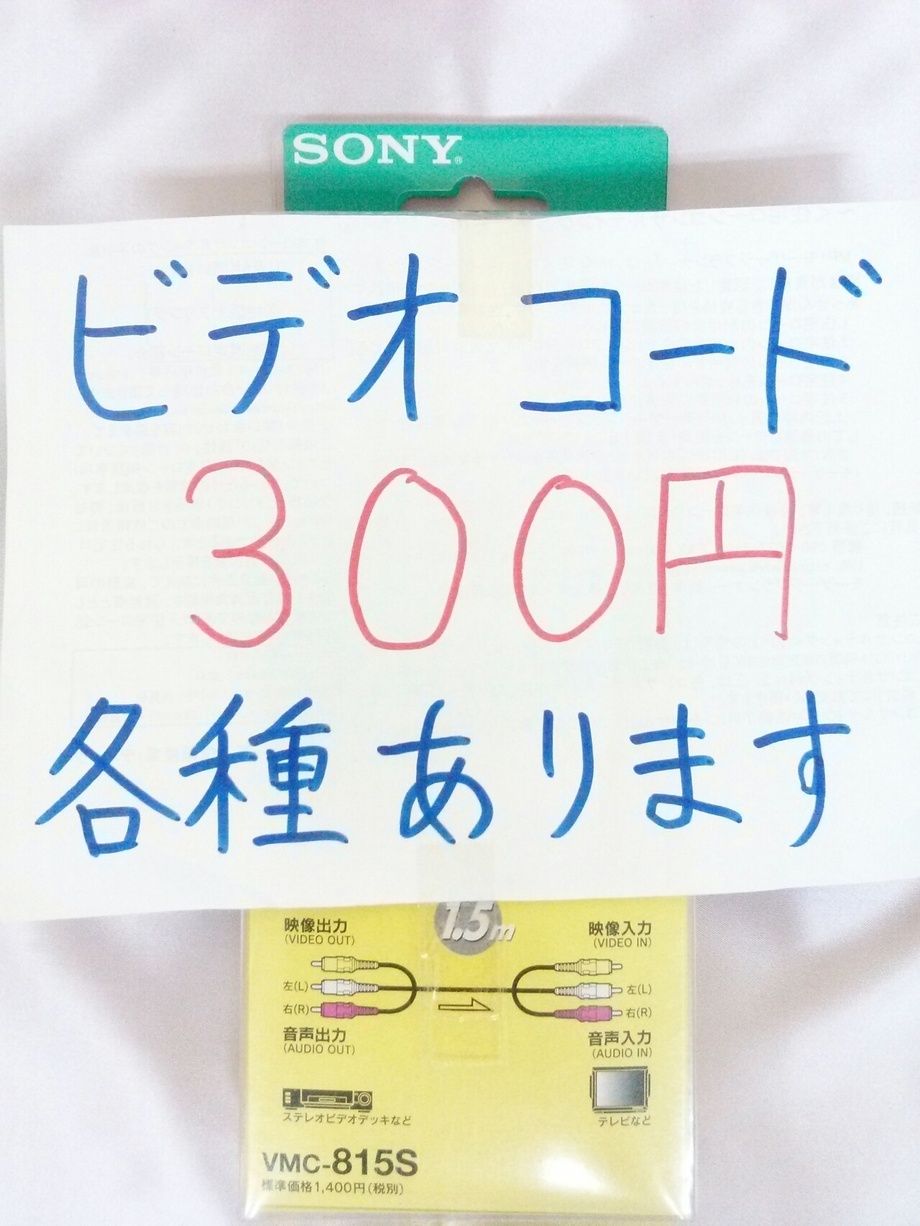 SONY®
ビデオコード
300円
各種あります
1.5m
映像出力 映像入力
(VIDEO OUT) (VIDEO IN)
左(L) 左(L)
右(R) 右(R)
音声出力 音声入力
(AUDIO OUT) (AUDIO IN)
ステレオビデオデッキなど テレビなど
VMC-815S
標準価格1,400円(税別)